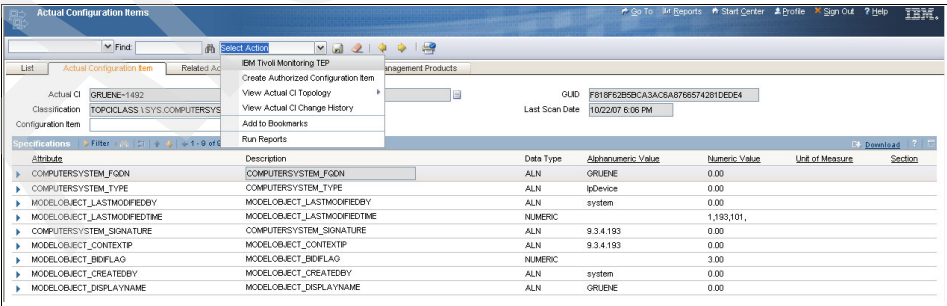 Actual Configuration Items
Go To Reports Start Center Profile Sign Out ? Help IBM.
Find: Select Action
List Actual Configuration Item Related Ac anagement Products
IBM Tivoli Monitoring TEP
Create Authorized Configuration Item
View Actual CI Topology
View Actual CI Change History
Add to Bookmarks
Run Reports
Actual CI GRUENE~1492 GUID F818F62B5BCA3AC6A8766574281DEDE4
Classification TOPCICLASS \ SYS.COMPUTERSYS Last Scan Date 10/22/07 6:06 PM
Configuration Item
Specifications Filter 1 - 9 of 9 Download ?
Attribute Description Data Type Alphanumeric Value Numeric Value Unit of Measure Section
COMPUTERSYSTEM_FQDN COMPUTERSYSTEM_FQDN ALN GRUENE 0.00
COMPUTERSYSTEM_TYPE COMPUTERSYSTEM_TYPE ALN IpDevice 0.00
MODELOBJECT_LASTMODIFIEDBY MODELOBJECT_LASTMODIFIEDBY ALN system 0.00
MODELOBJECT_LASTMODIFIEDTIME MODELOBJECT_LASTMODIFIEDTIME NUMERIC 1,193,101,
COMPUTERSYSTEM_SIGNATURE COMPUTERSYSTEM_SIGNATURE ALN 9.3.4.193 0.00
MODELOBJECT_CONTEXTIP MODELOBJECT_CONTEXTIP ALN 9.3.4.193 0.00
MODELOBJECT_BIDIFLAG MODELOBJECT_BIDIFLAG NUMERIC 3.00
MODELOBJECT_CREATEDBY MODELOBJECT_CREATEDBY ALN system 0.00
MODELOBJECT_DISPLAYNAME MODELOBJECT_DISPLAYNAME ALN GRUENE 0.00